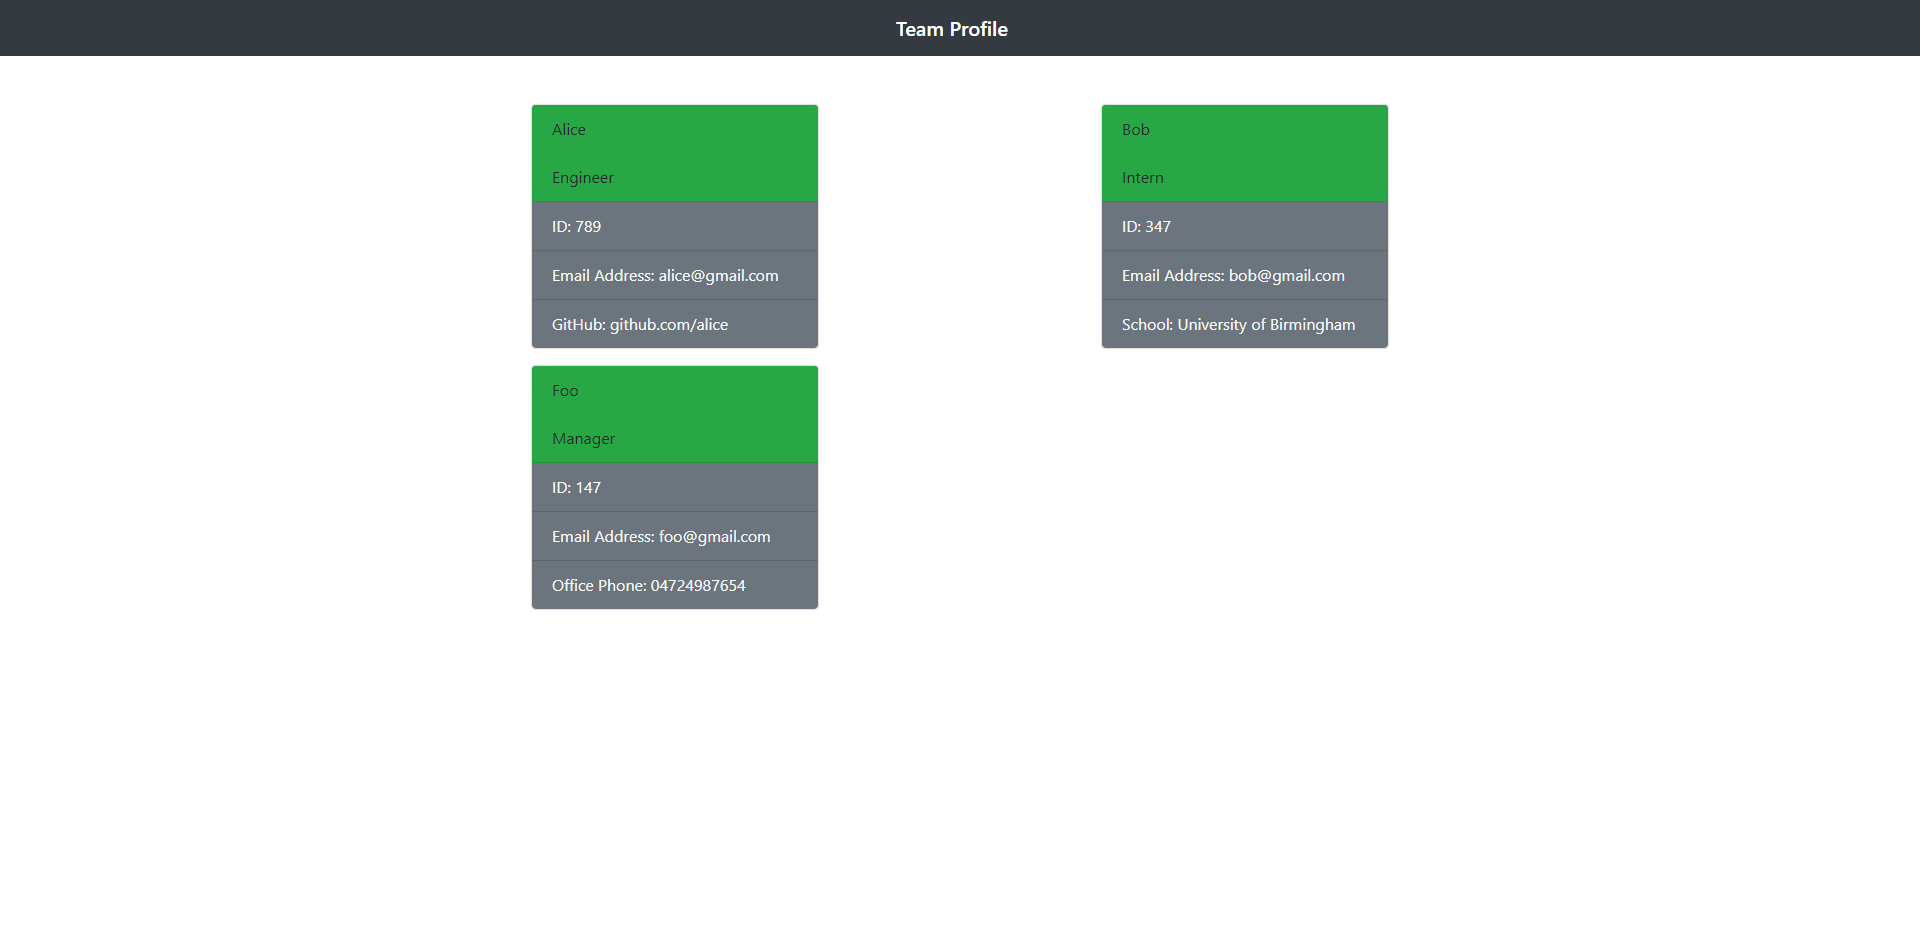 Team Profile
Alice
Engineer
ID: 789
Email Address: alice@gmail.com
GitHub: github.com/alice
Bob
Intern
ID: 347
Email Address: bob@gmail.com
School: University of Birmingham
Foo
Manager
ID: 147
Email Address: foo@gmail.com
Office Phone: 04724987654